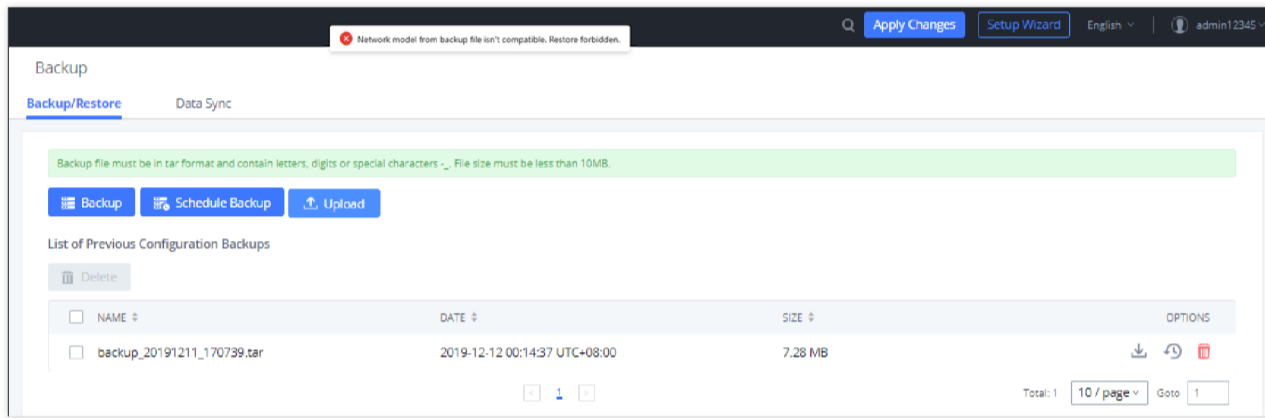 Apply Changes Setup Wizard English admin12345
Network model from backup file isn't compatible. Restore forbidden.
Backup
Backup/Restore Data Sync
Backup file must be in tar format and contain letters, digits or special characters -_. File size must be less than 10MB.
Backup Schedule Backup Upload
List of Previous Configuration Backups
Delete
NAME DATE SIZE OPTIONS
backup_20191211_170739.tar 2019-12-12 00:14:37 UTC+08:00 7.28 MB
< 1 > Total: 1 10 / page Goto 1